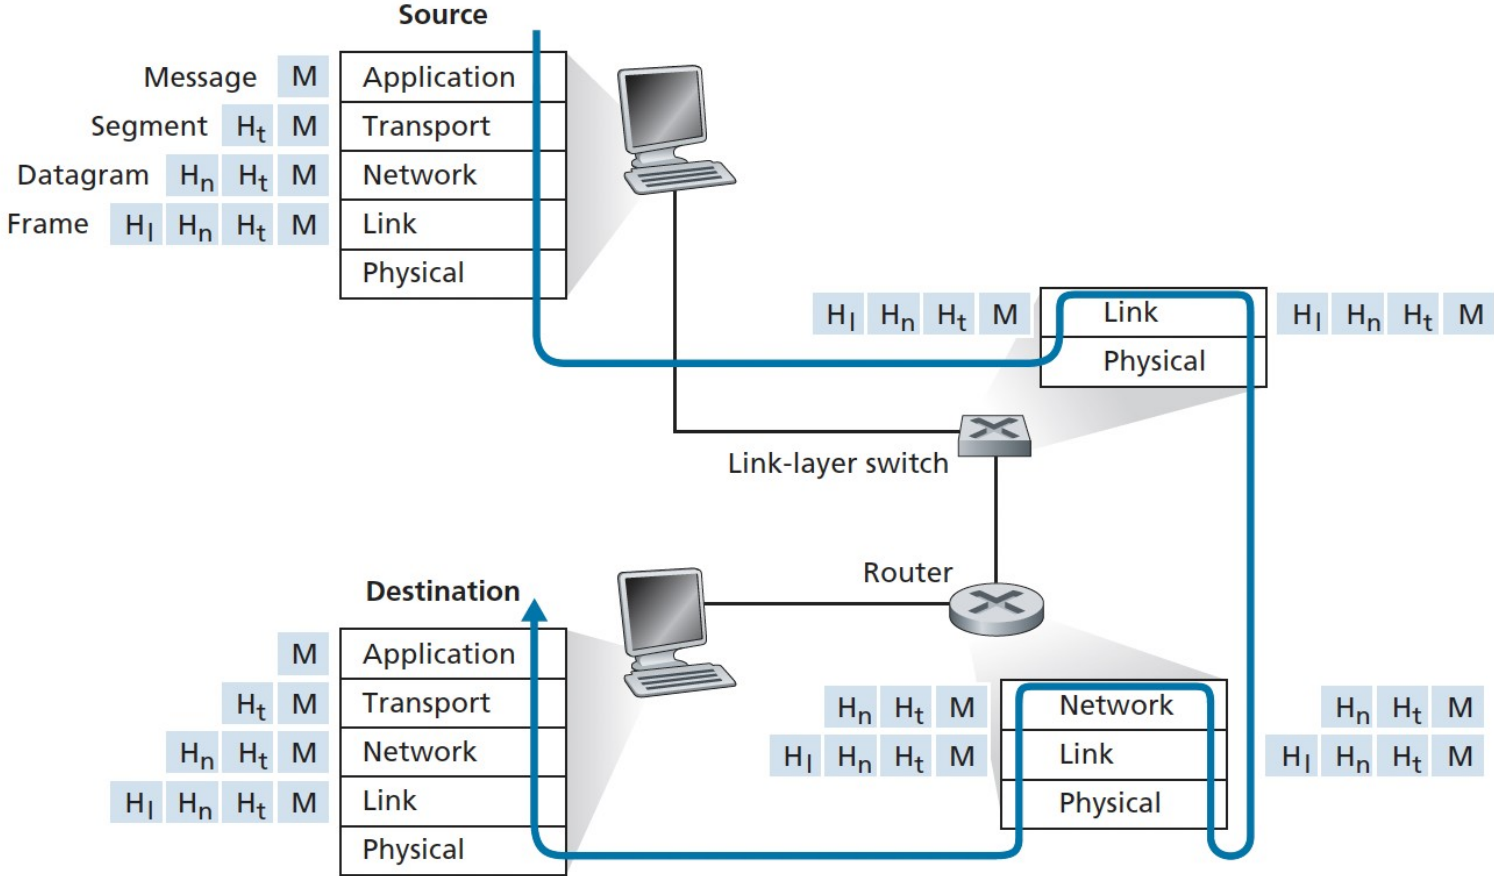 Source
Message M Application
Segment Ht M Transport
Datagram Hn Ht M Network
Frame Hl Hn Ht M Link
Physical
Hl Hn Ht M Link Hl Hn Ht M
Physical
Link-layer switch
Router
Destination
M Application
Ht M Transport
Hn Ht M Network
Hl Hn Ht M Link
Physical
Hn Ht M Network Hn Ht M
Hl Hn Ht M Link Hl Hn Ht M
Physical